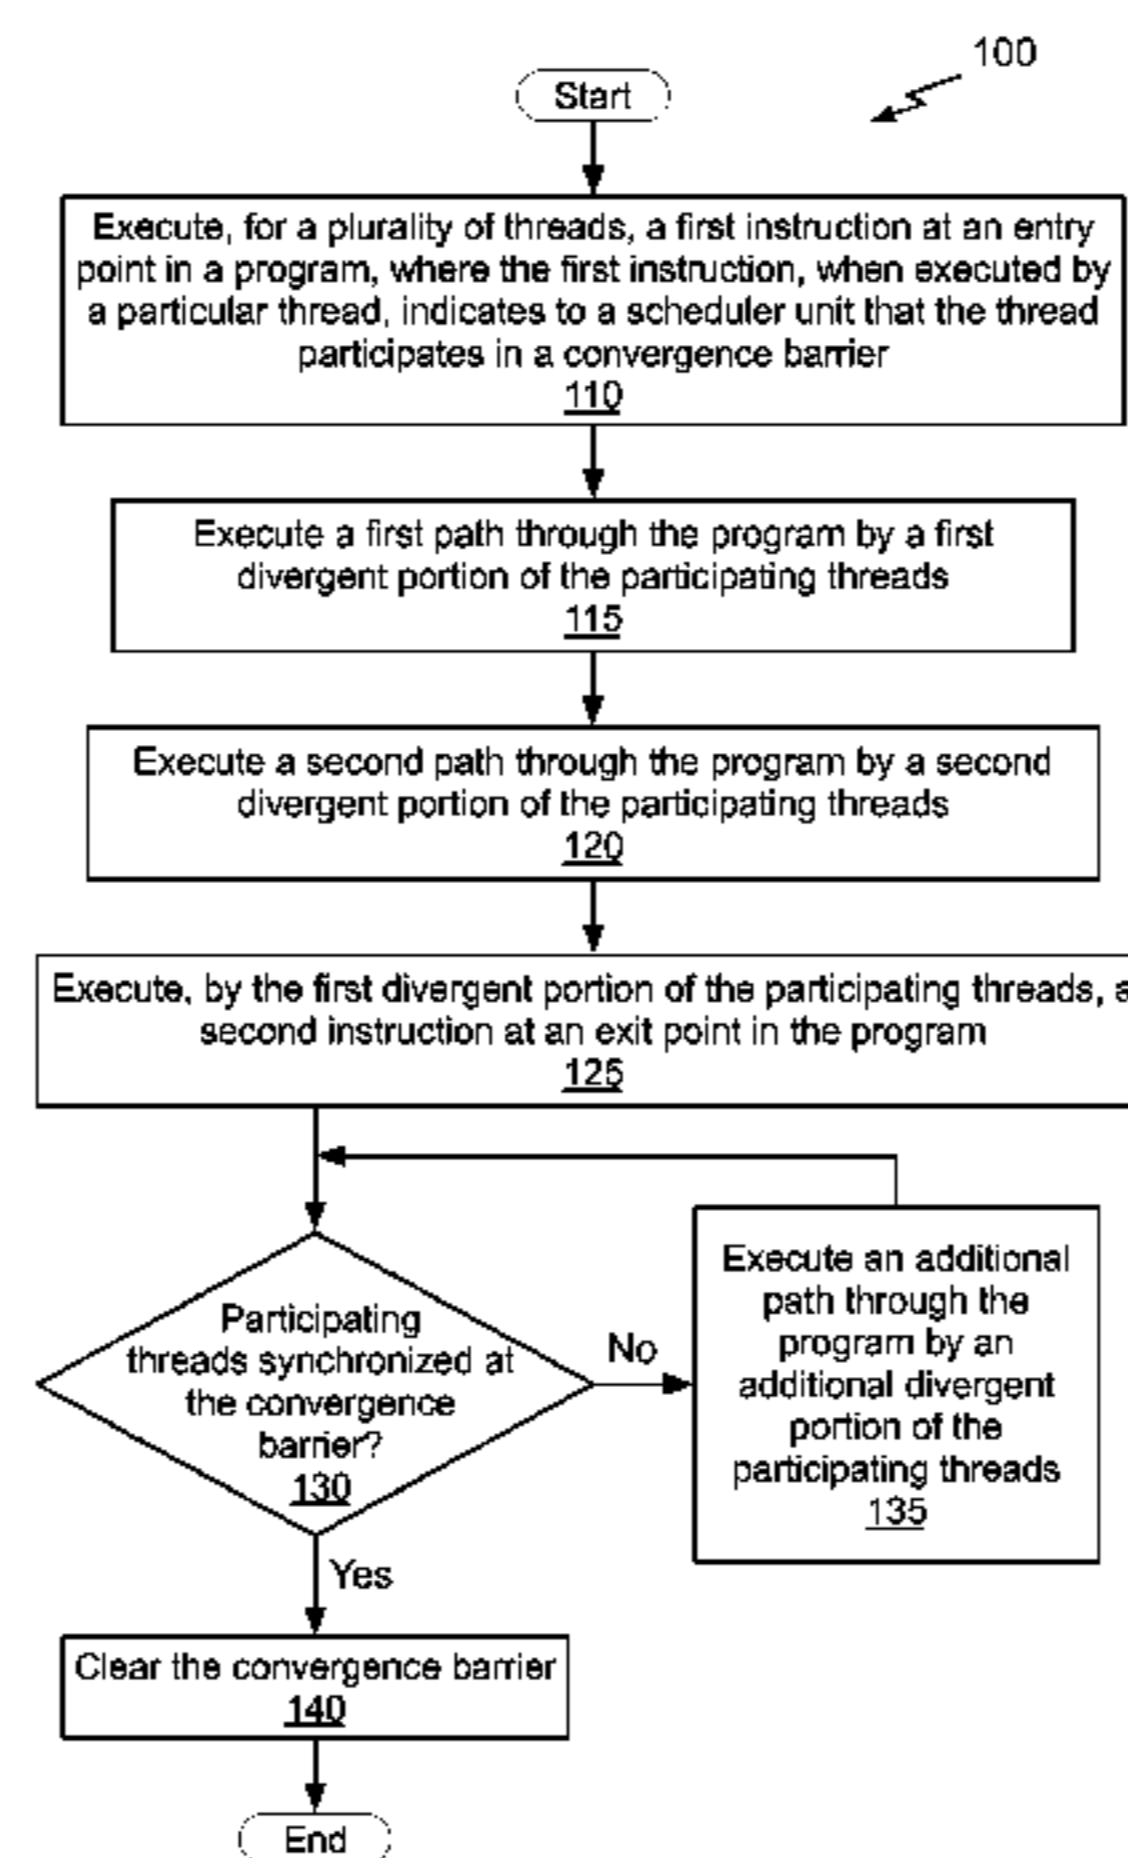 100
Start
Execute, for a plurality of threads, a first instruction at an entry
point in a program, where the first instruction, when executed by
a particular thread, indicates to a scheduler unit that the thread
participates in a convergence barrier
110
Execute a first path through the program by a first
divergent portion of the participating threads
115
Execute a second path through the program by a second
divergent portion of the participating threads
120
Execute, by the first divergent portion of the participating threads, a
second instruction at an exit point in the program
125
Participating
threads synchronized at
the convergence
barrier?
130
No
Execute an additional
path through the
program by an
additional divergent
portion of the
participating threads
135
Yes
Clear the convergence barrier
140
End